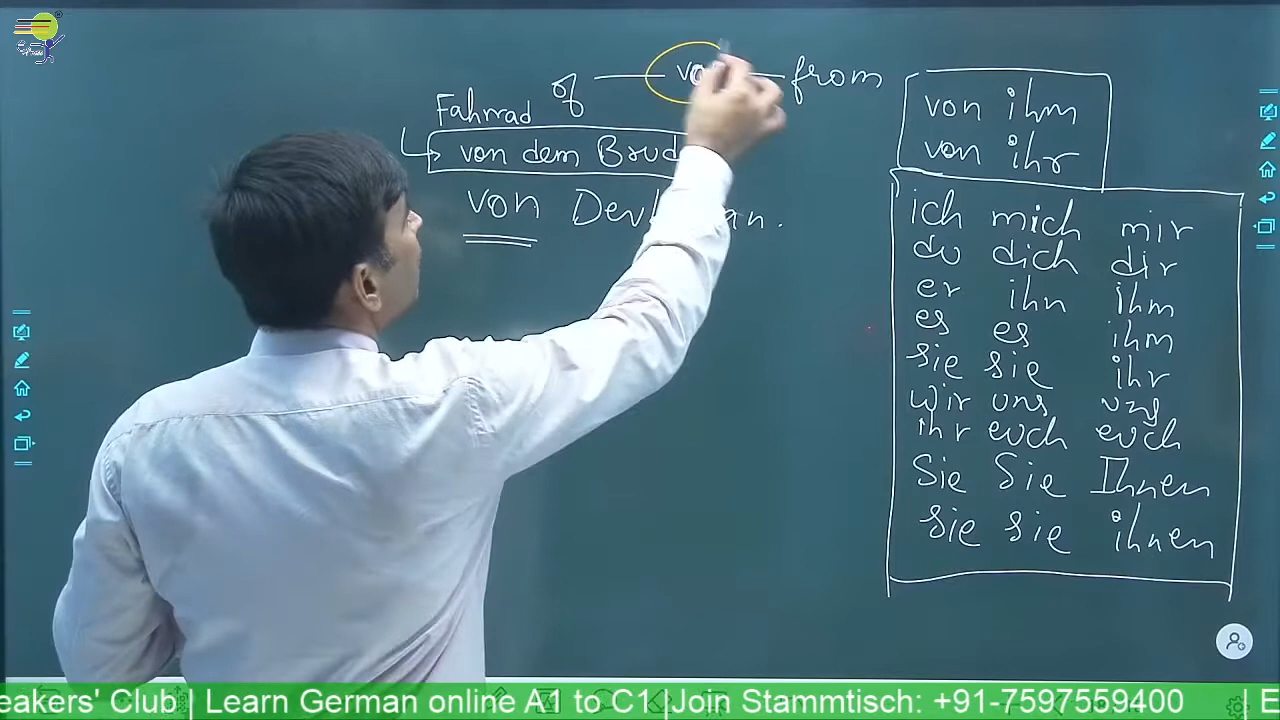 of — von — from
Fahrrad
von dem Brud
von Dev an.
von ihm
von ihr
ich mich mir
du dich dir
er ihn ihm
es es ihm
sie sie ihr
wir uns uns
ihr euch euch
Sie Sie Ihnen
sie sie ihnen
eakers' Club | Learn German online A1 to C1 | Join Stammtisch: +91-7597559400 | E